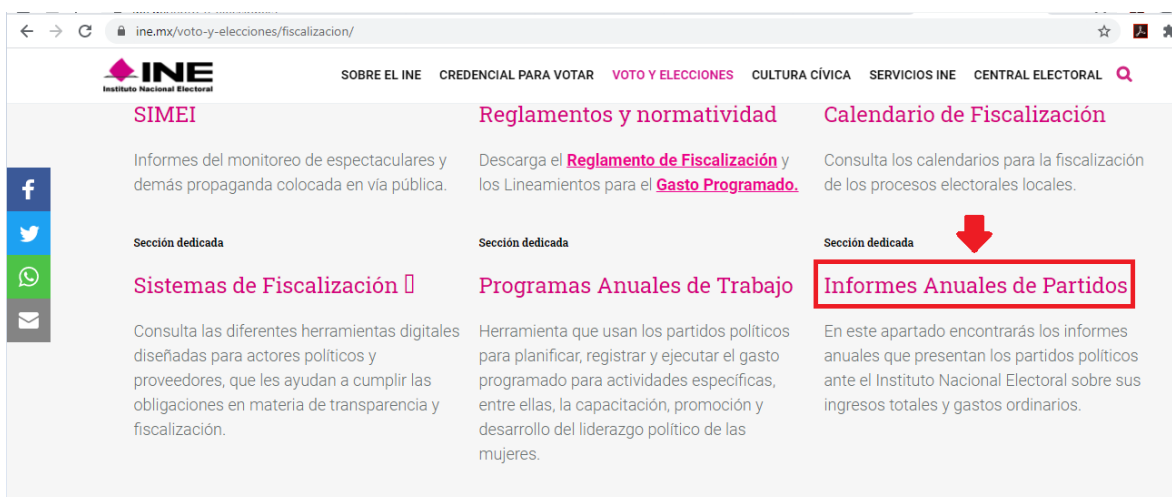 ine.mx/voto-y-elecciones/fiscalizacion/
INE
Instituto Nacional Electoral
SOBRE EL INE CREDENCIAL PARA VOTAR VOTO Y ELECCIONES CULTURA CÍVICA SERVICIOS INE CENTRAL ELECTORAL
SIMEI
Informes del monitoreo de espectaculares y
demás propaganda colocada en vía pública.
Reglamentos y normatividad
Descarga el Reglamento de Fiscalización y
los Lineamientos para el Gasto Programado.
Calendario de Fiscalización
Consulta los calendarios para la fiscalización
de los procesos electorales locales.
Sección dedicada
Sistemas de Fiscalización
Consulta las diferentes herramientas digitales
diseñadas para actores políticos y
proveedores, que les ayudan a cumplir las
obligaciones en materia de transparencia y
fiscalización.
Sección dedicada
Programas Anuales de Trabajo
Herramienta que usan los partidos políticos
para planificar, registrar y ejecutar el gasto
programado para actividades específicas,
entre ellas, la capacitación, promoción y
desarrollo del liderazgo político de las
mujeres.
Sección dedicada
Informes Anuales de Partidos
En este apartado encontrarás los informes
anuales que presentan los partidos políticos
ante el Instituto Nacional Electoral sobre sus
ingresos totales y gastos ordinarios.